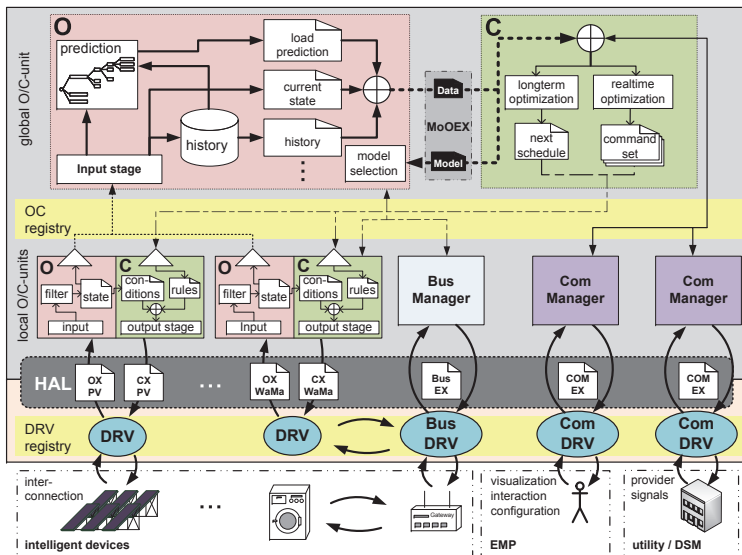 global O/C-unit
O
prediction
load
prediction
current
state
history
history
Input stage
model
selection
Data
MoOEX
Model
C
longterm
optimization
realtime
optimization
next
schedule
command
set
OC
registry
local O/C-units
O
filter
state
input
C
con-
ditions
rules
output stage
O
filter
state
Input
C
con-
ditions
rules
output stage
Bus
Manager
Com
Manager
Com
Manager
HAL
OX
PV
CX
PV
...
OX
WaMa
CX
WaMa
Bus
EX
COM
EX
COM
EX
DRV
registry
DRV
DRV
Bus
DRV
Com
DRV
Com
DRV
inter-
connection
...
Gateway
intelligent devices
visualization
interaction
configuration
EMP
provider
signals
utility / DSM